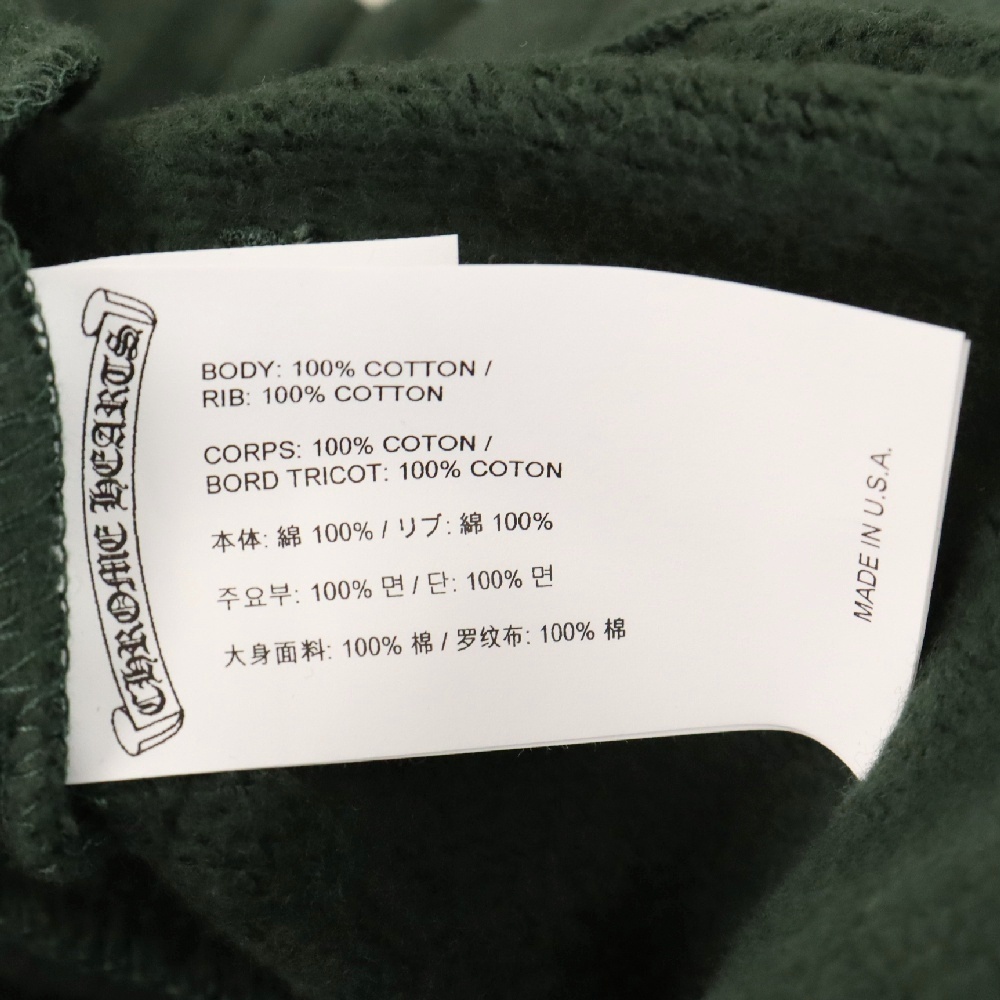 CHROME HEARTS
BODY: 100% COTTON /
RIB: 100% COTTON
CORPS: 100% COTON /
BORD TRICOT: 100% COTON
本体: 綿 100% / リブ: 綿 100%
주요부: 100% 면 / 단: 100% 면
大身面料: 100% 棉 / 罗纹布: 100% 棉
MADE IN U.S.A.